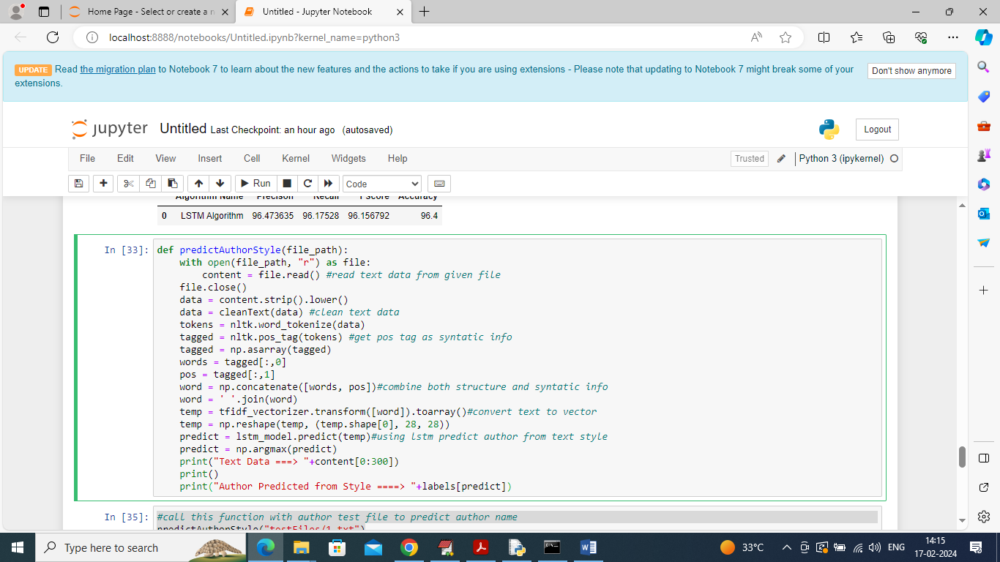 Home Page - Select or create a n
Untitled - Jupyter Notebook
localhost:8888/notebooks/Untitled.ipynb?kernel_name=python3
UPDATE Read the migration plan to Notebook 7 to learn about the new features and the actions to take if you are using extensions - Please note that updating to Notebook 7 might break some of your
extensions.
Don't show anymore
jupyter Untitled Last Checkpoint: an hour ago (autosaved)
Logout
File Edit View Insert Cell Kernel Widgets Help
Trusted Python 3 (ipykernel)
Run Code
Algorithm Name Precison Recall FScore Accuracy
0 LSTM Algorithm 96.473635 96.17528 96.156792 96.4
In [33]: def predictAuthorStyle(file_path):
with open(file_path, "r") as file:
content = file.read() #read text data from given file
file.close()
data = content.strip().lower()
data = cleanText(data) #clean text data
tokens = nltk.word_tokenize(data)
tagged = nltk.pos_tag(tokens) #get pos tag as syntatic info
tagged = np.asarray(tagged)
words = tagged[:,0]
pos = tagged[:,1]
word = np.concatenate([words, pos])#combine both structure and syntatic info
word = ' '.join(word)
temp = tfidf_vectorizer.transform([word]).toarray()#convert text to vector
temp = np.reshape(temp, (temp.shape[0], 28, 28))
predict = lstm_model.predict(temp)#using lstm predict author from text style
predict = np.argmax(predict)
print("Text Data ===> "+content[0:300])
print()
print("Author Predicted from Style ====> "+labels[predict])
In [35]: #call this function with author test file to predict author name
predictAuthorStyle("testFiles/1.txt")
Type here to search
33°C
ENG
14:15
17-02-2024